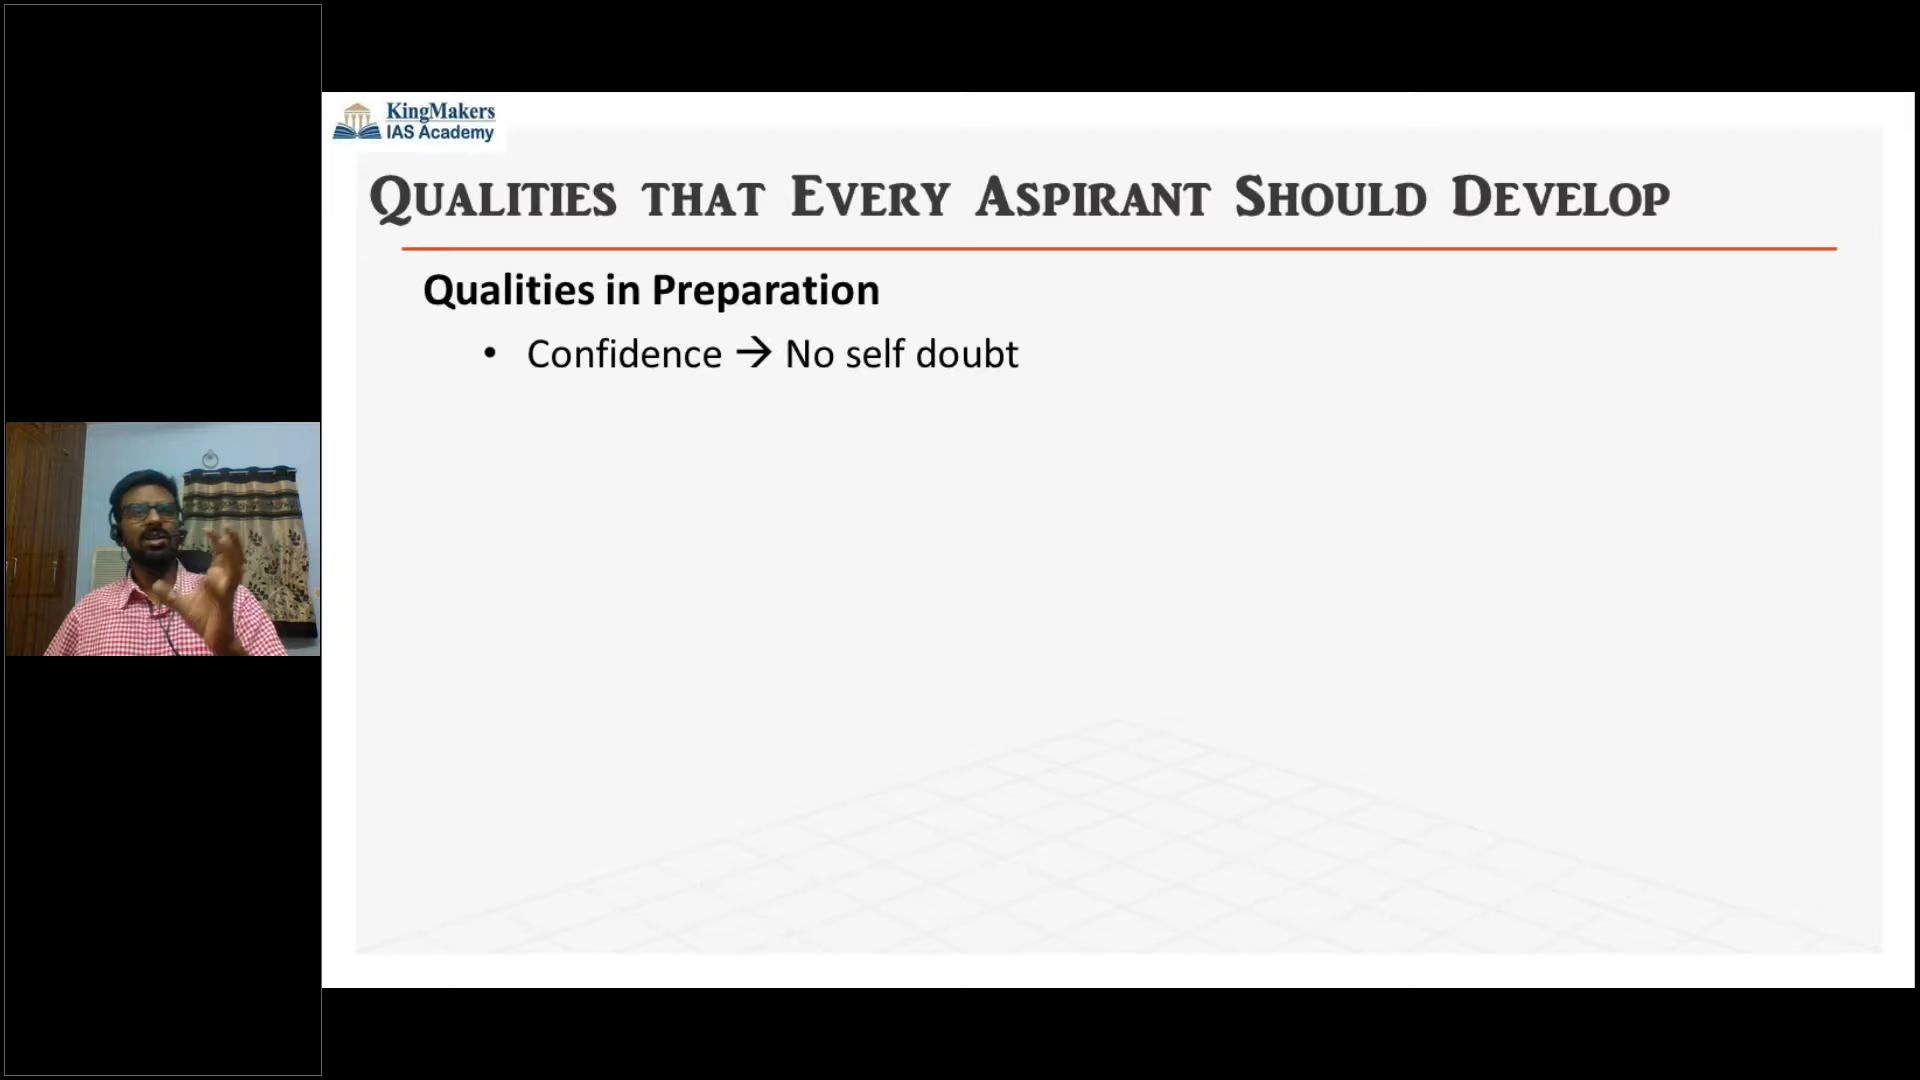 KingMakers
IAS Academy
Qualities that Every Aspirant Should Develop
Qualities in Preparation
• Confidence → No self doubt